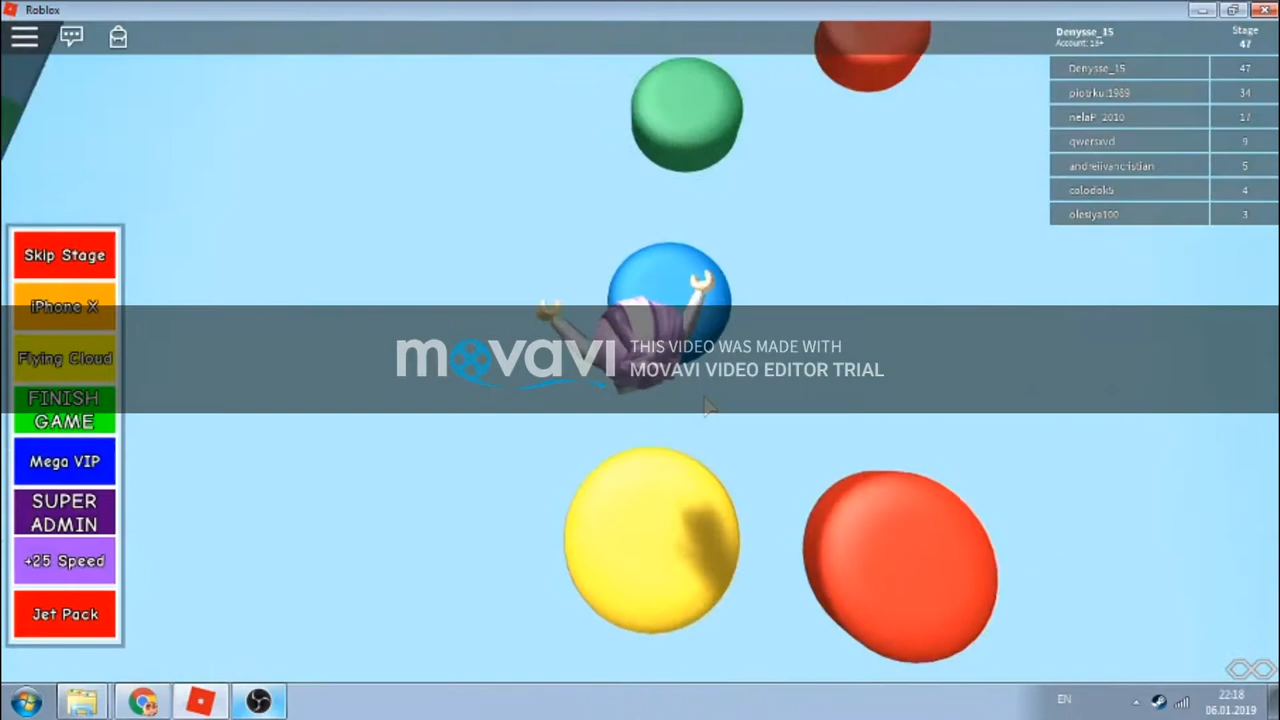 Roblox
Denysse_15
Account: 13+
Stage
47
Denysse_15 47
piotrku1989 34
nelaP_2010 17
qwersxvd 9
andreiivancristian 5
colodok5 4
olesiya100 3
Skip Stage
iPhone X
Flying Cloud
FINISH
GAME
Mega VIP
SUPER
ADMIN
+25 Speed
Jet Pack
movavi
THIS VIDEO WAS MADE WITH
MOVAVI VIDEO EDITOR TRIAL
EN
22:18
06.01.2019